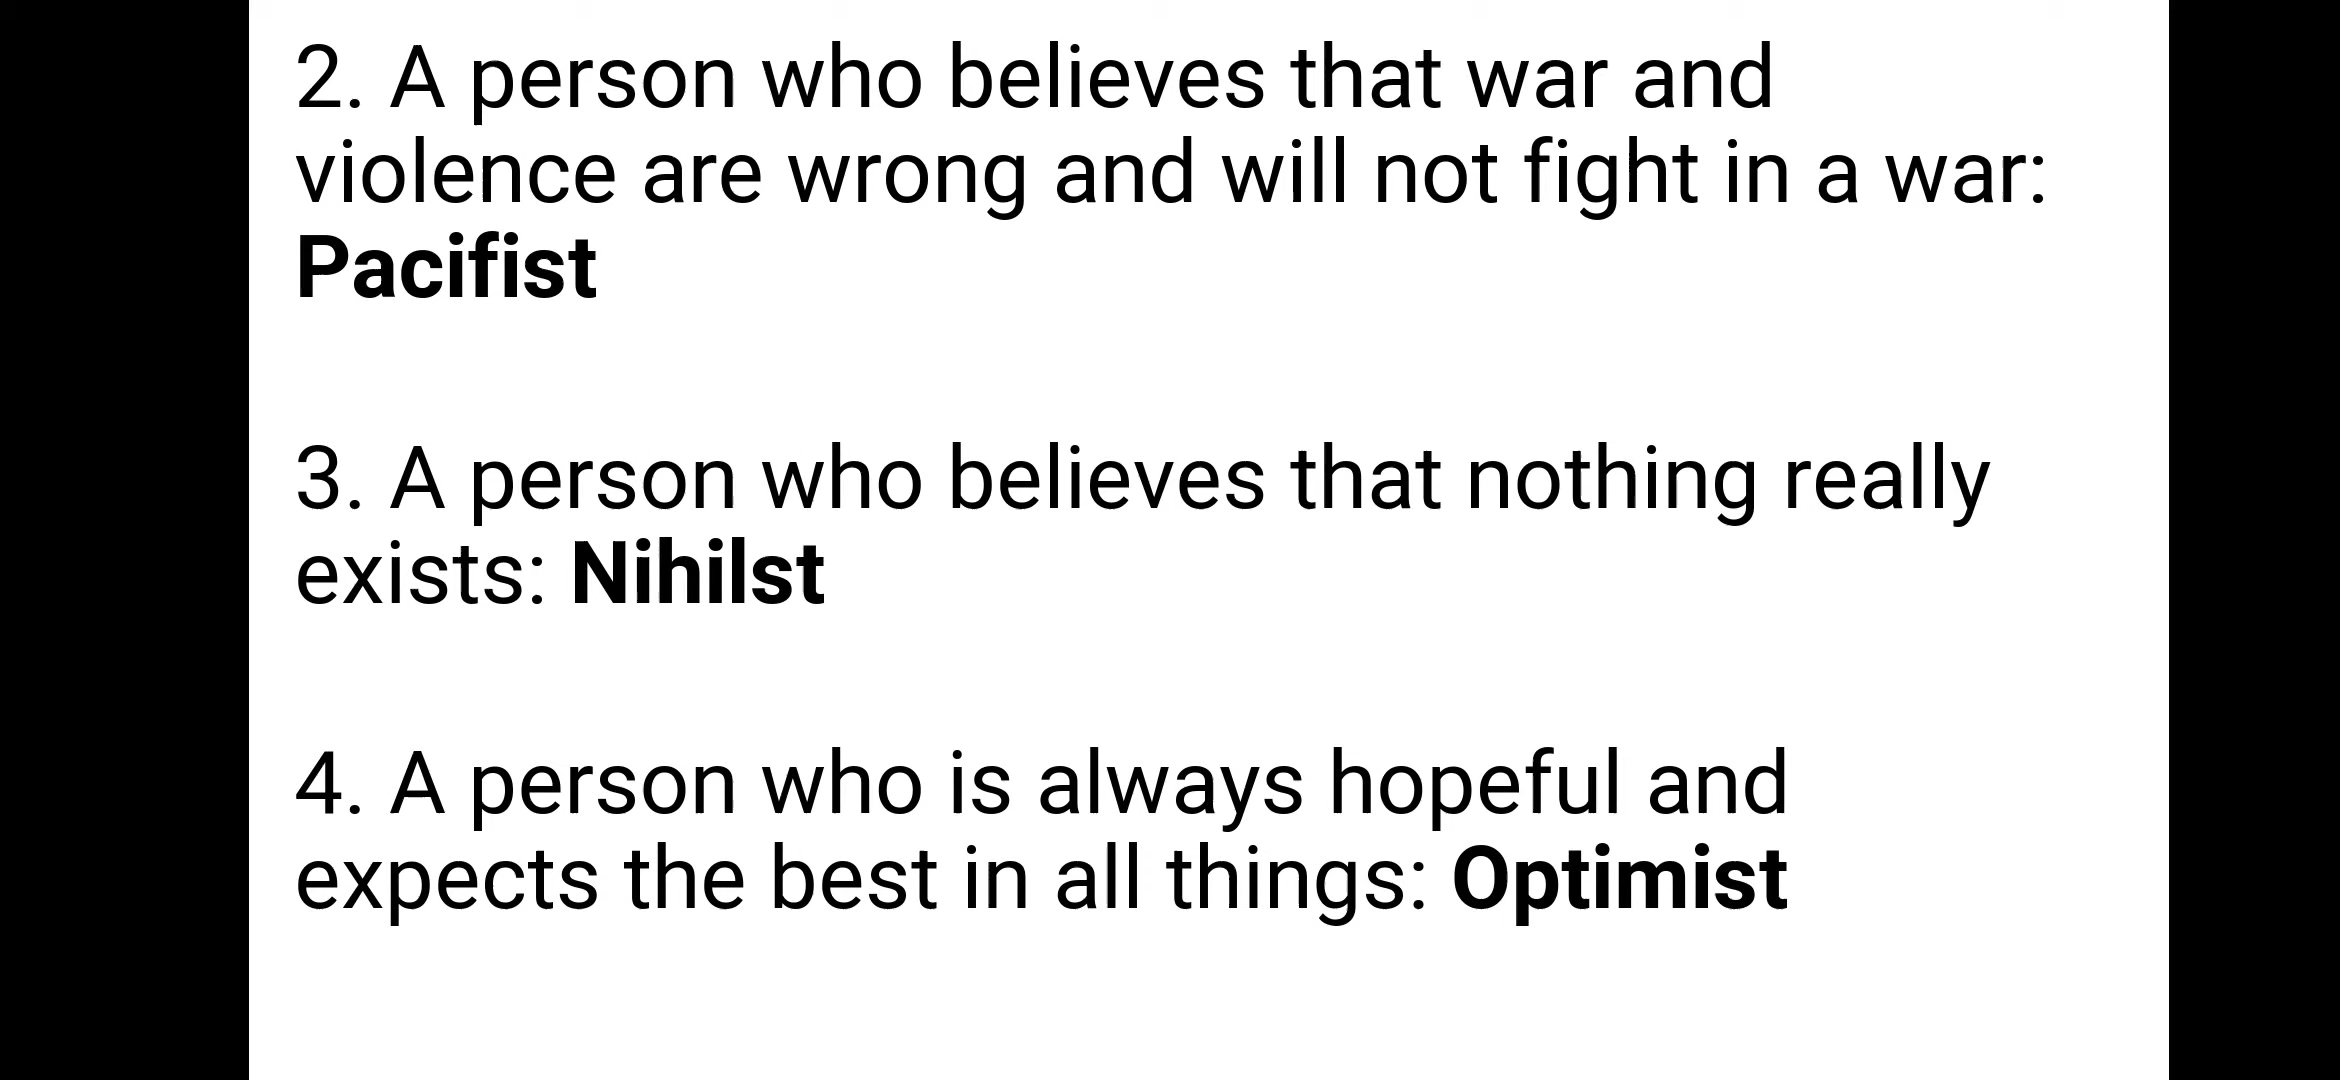 2. A person who believes that war and
violence are wrong and will not fight in a war:
Pacifist
3. A person who believes that nothing really
exists: Nihilst
4. A person who is always hopeful and
expects the best in all things: Optimist